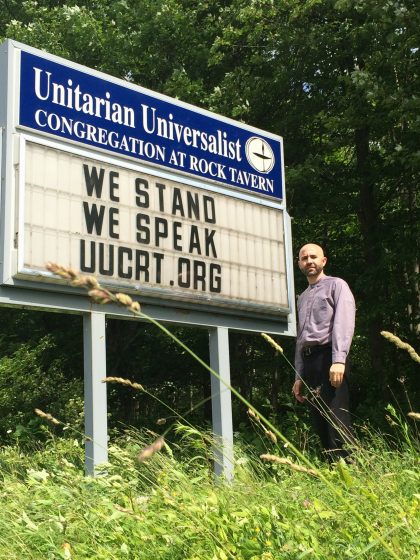 Unitarian Universalist
CONGREGATION AT ROCK TAVERN
WE STAND
WE SPEAK
UUCRT.ORG